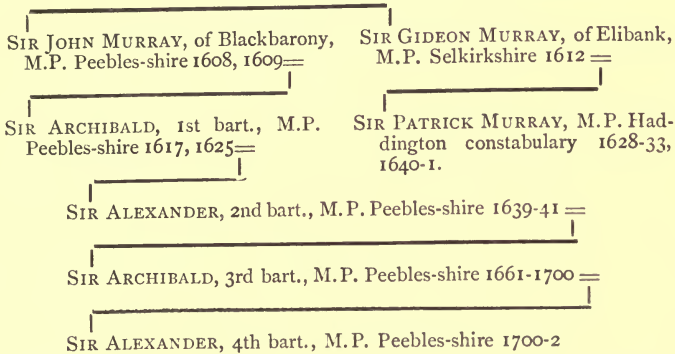 SIR JOHN MURRAY, of Blackbarony,
M.P. Peebles-shire 1608, 1609=
SIR GIDEON MURRAY, of Elibank,
M.P. Selkirkshire 1612=
SIR ARCHIBALD, 1st bart., M.P.
Peebles-shire 1617, 1625=
SIR PATRICK MURRAY, M.P. Had-
dington constabulary 1628-33,
1640-1.
SIR ALEXANDER, 2nd bart., M.P. Peebles-shire 1639-41=
SIR ARCHIBALD, 3rd bart., M.P. Peebles-shire 1661-1700=
SIR ALEXANDER, 4th bart., M.P. Peebles-shire 1700-2